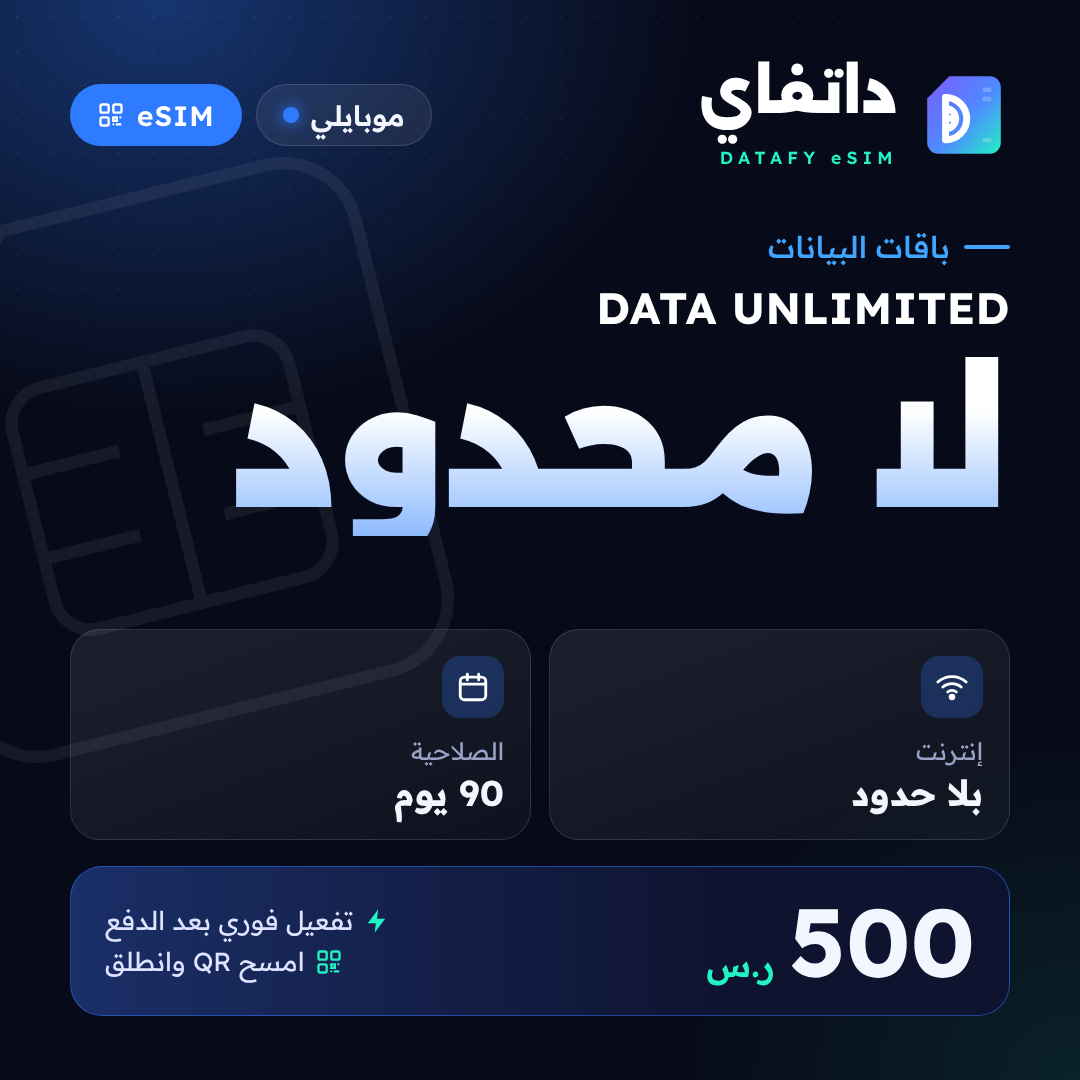 داتفاي
DATAFY eSIM
موبايلي
eSIM
باقات البيانات
DATA UNLIMITED
لا محدود
إنترنت
بلا حدود
الصلاحية
90 يوم
500 ر.س
تفعيل فوري بعد الدفع
امسح QR وانطلق